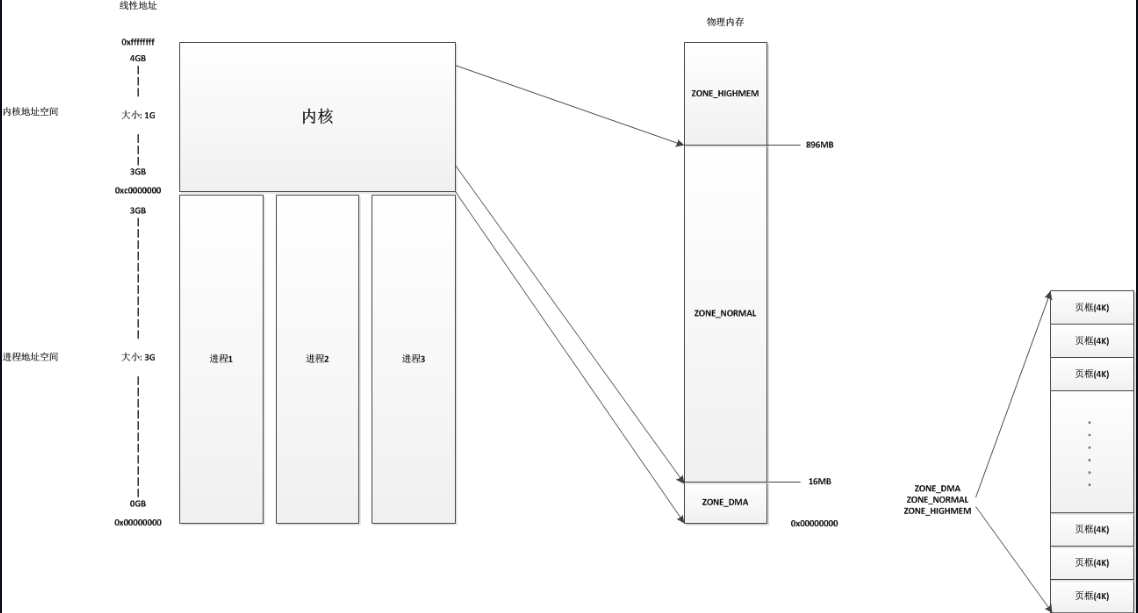 线性地址
0xffffffff
4GB
内核地址空间
大小: 1G
3GB
0xc0000000
3GB
进程地址空间
大小: 3G
0GB
0x00000000
内核
进程1
进程2
进程3
物理内存
ZONE_HIGHMEM
896MB
ZONE_NORMAL
16MB
ZONE_DMA
0x00000000
ZONE_DMA
ZONE_NORMAL
ZONE_HIGHMEM
页框(4K)
页框(4K)
页框(4K)
页框(4K)
页框(4K)
页框(4K)